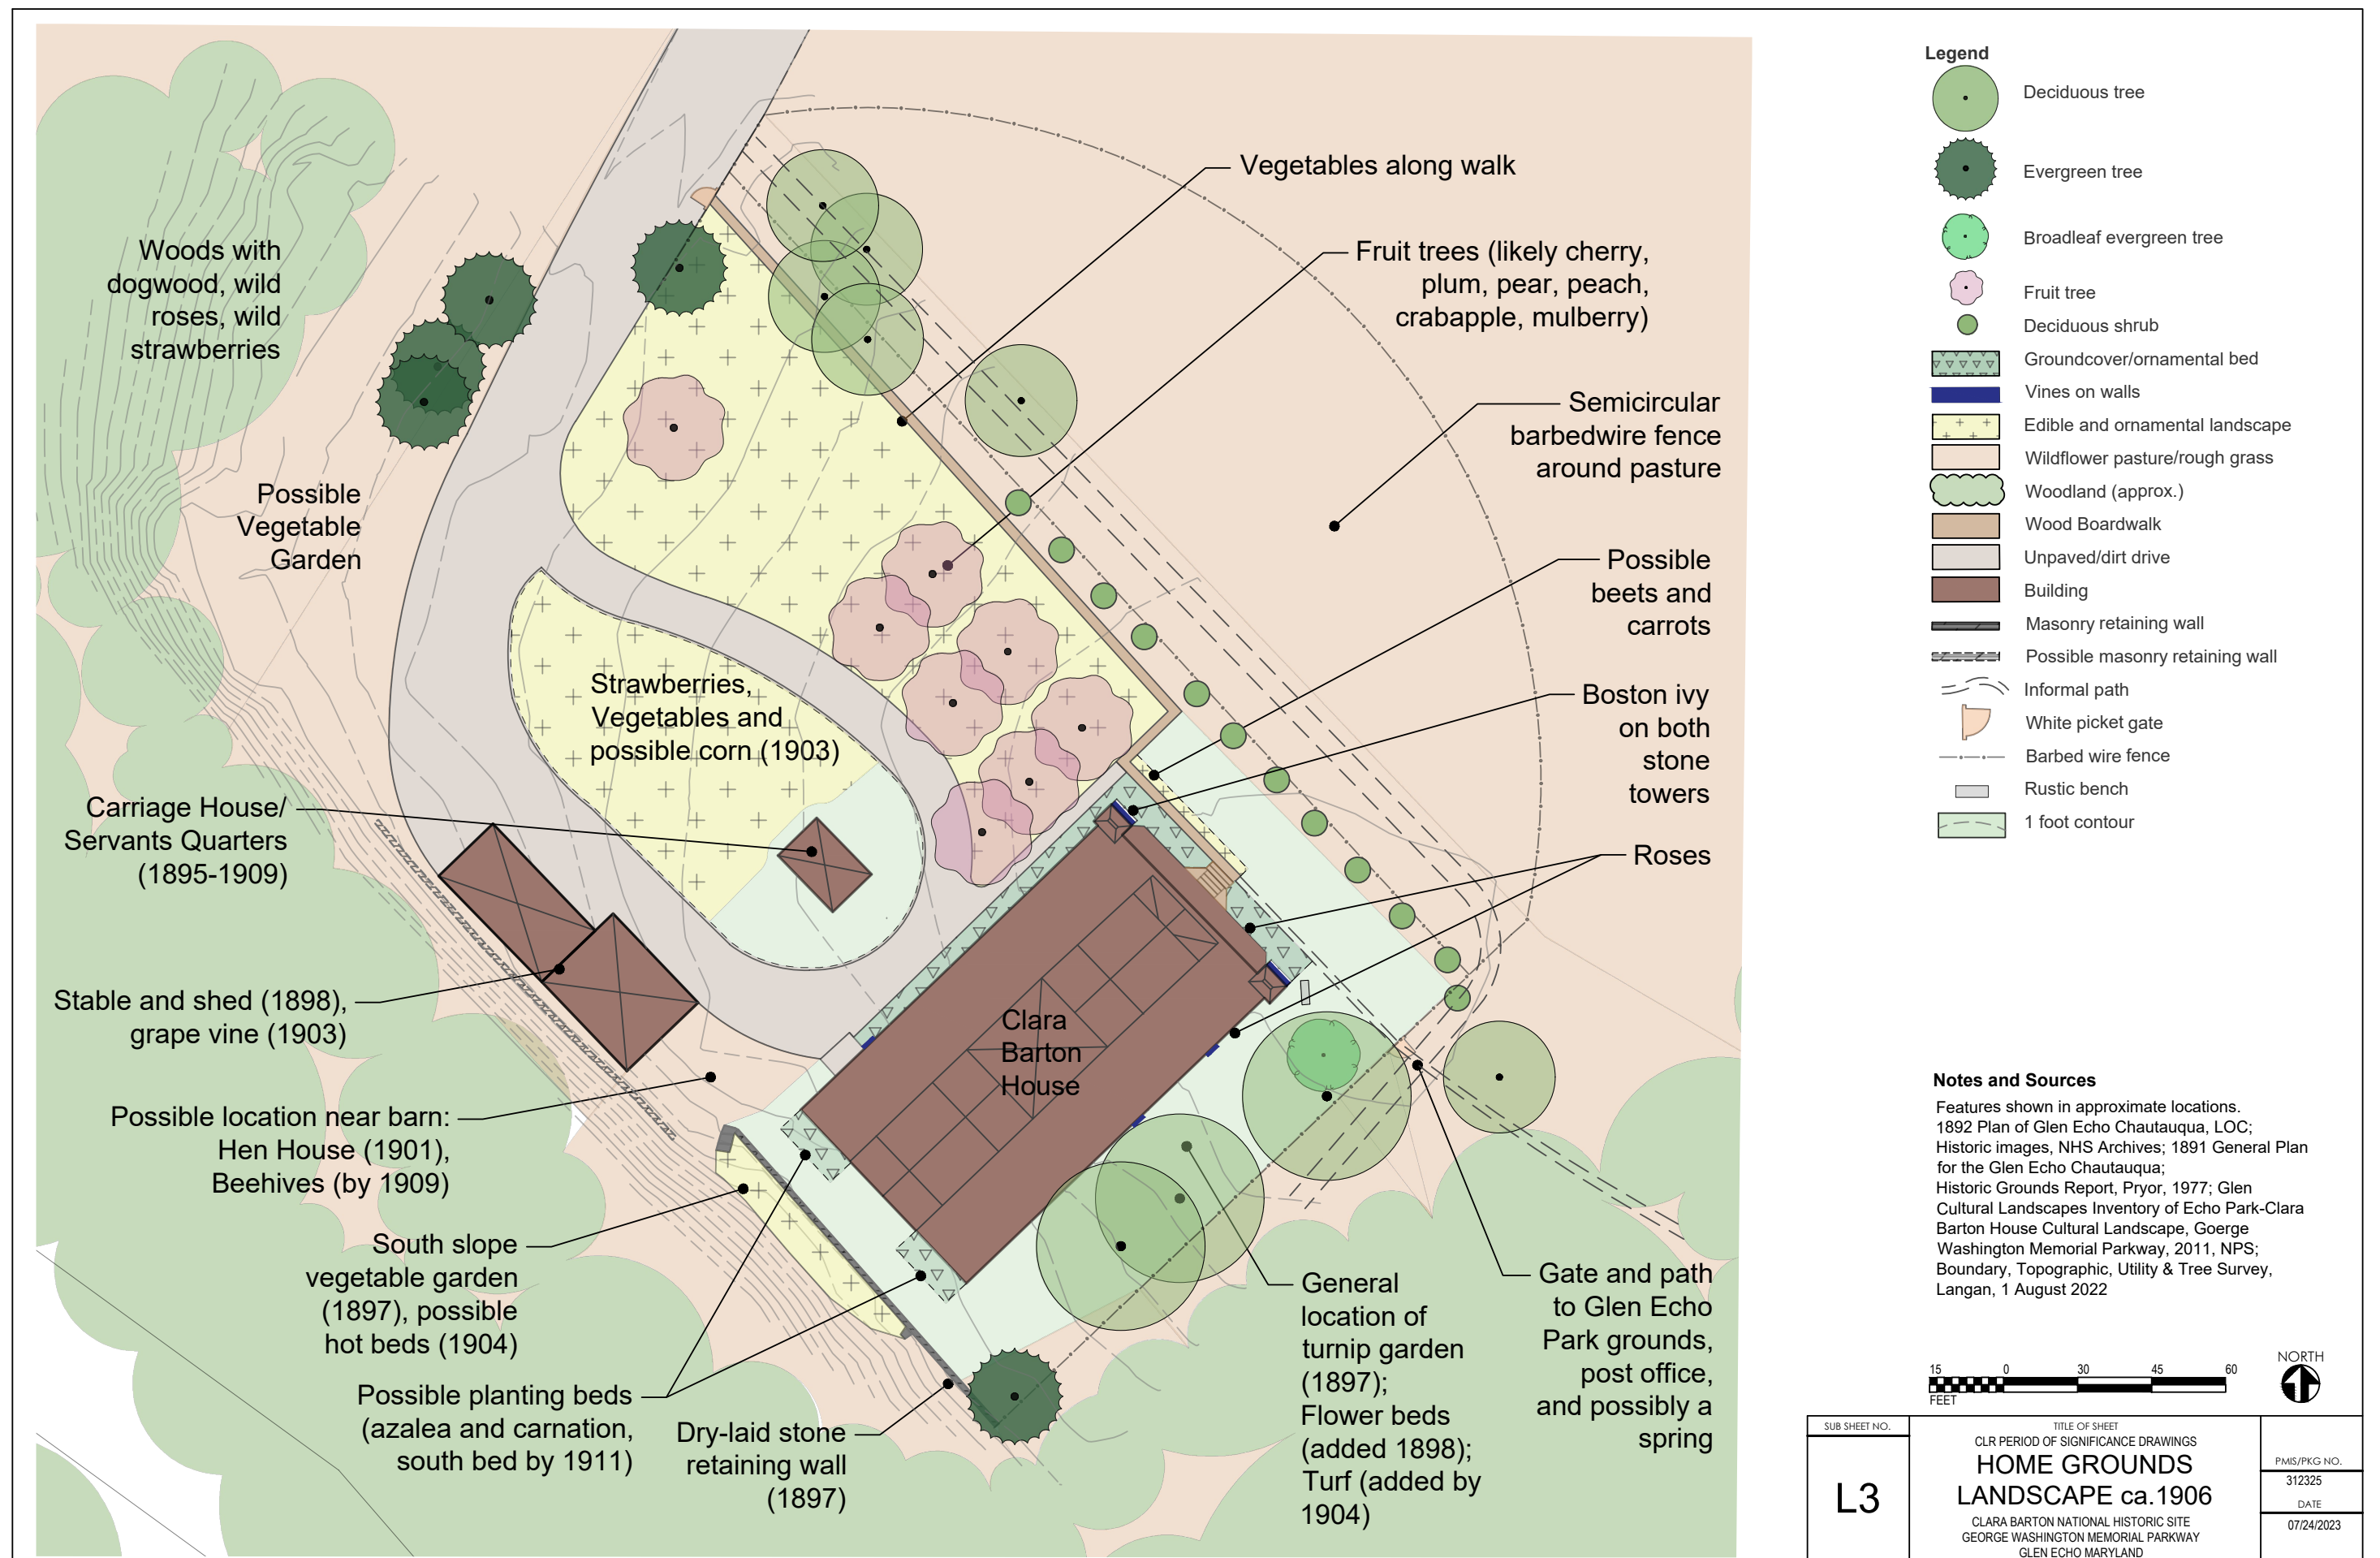 Woods with
dogwood, wild
roses, wild
strawberries
Possible
Vegetable
Garden
Vegetables along walk
Fruit trees (likely cherry,
plum, pear, peach,
crabapple, mulberry)
Semicircular
barbedwire fence
around pasture
Possible
beets and
carrots
Boston ivy
on both
stone
towers
Roses
Strawberries,
Vegetables and
possible corn (1903)
Carriage House/
Servants Quarters
(1895-1909)
Stable and shed (1898),
grape vine (1903)
Clara
Barton
House
Possible location near barn:
Hen House (1901),
Beehives (by 1909)
South slope
vegetable garden
(1897), possible
hot beds (1904)
Possible planting beds
(azalea and carnation,
south bed by 1911)
Dry-laid stone
retaining wall
(1897)
General
location of
turnip garden
(1897);
Flower beds
(added 1898);
Turf (added by
1904)
Gate and path
to Glen Echo
Park grounds,
post office,
and possibly a
spring
Legend
Deciduous tree
Evergreen tree
Broadleaf evergreen tree
Fruit tree
Deciduous shrub
Groundcover/ornamental bed
Vines on walls
Edible and ornamental landscape
Wildflower pasture/rough grass
Woodland (approx.)
Wood Boardwalk
Unpaved/dirt drive
Building
Masonry retaining wall
Possible masonry retaining wall
Informal path
White picket gate
Barbed wire fence
Rustic bench
1 foot contour
Notes and Sources
Features shown in approximate locations.
1892 Plan of Glen Echo Chautauqua, LOC;
Historic images, NHS Archives; 1891 General Plan
for the Glen Echo Chautauqua;
Historic Grounds Report, Pryor, 1977; Glen
Cultural Landscapes Inventory of Echo Park-Clara
Barton House Cultural Landscape, Goerge
Washington Memorial Parkway, 2011, NPS;
Boundary, Topographic, Utility & Tree Survey,
Langan, 1 August 2022
15 0 30 45 60
FEET
NORTH
SUB SHEET NO.
L3
TITLE OF SHEET
CLR PERIOD OF SIGNIFICANCE DRAWINGS
HOME GROUNDS
LANDSCAPE ca.1906
CLARA BARTON NATIONAL HISTORIC SITE
GEORGE WASHINGTON MEMORIAL PARKWAY
GLEN ECHO MARYLAND
PMIS/PKG NO.
312325
DATE
07/24/2023